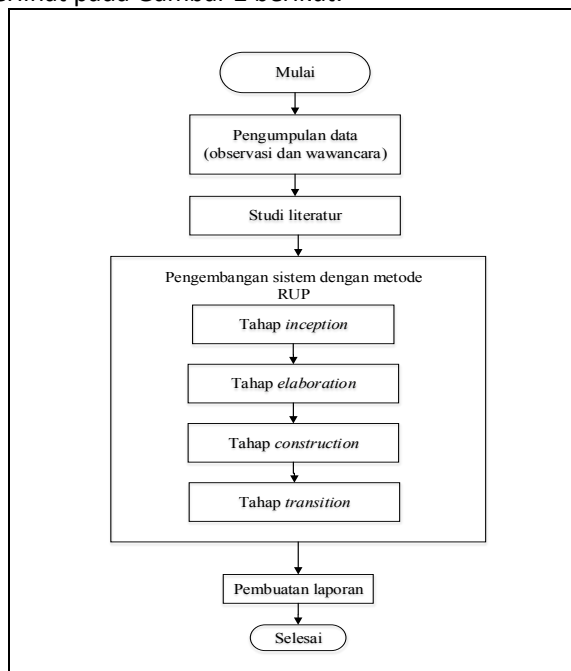 Mulai
Pengumpulan data
(observasi dan wawancara)
Studi literatur
Pengembangan sistem dengan metode
RUP
Tahap inception
Tahap elaboration
Tahap construction
Tahap transition
Pembuatan laporan
Selesai